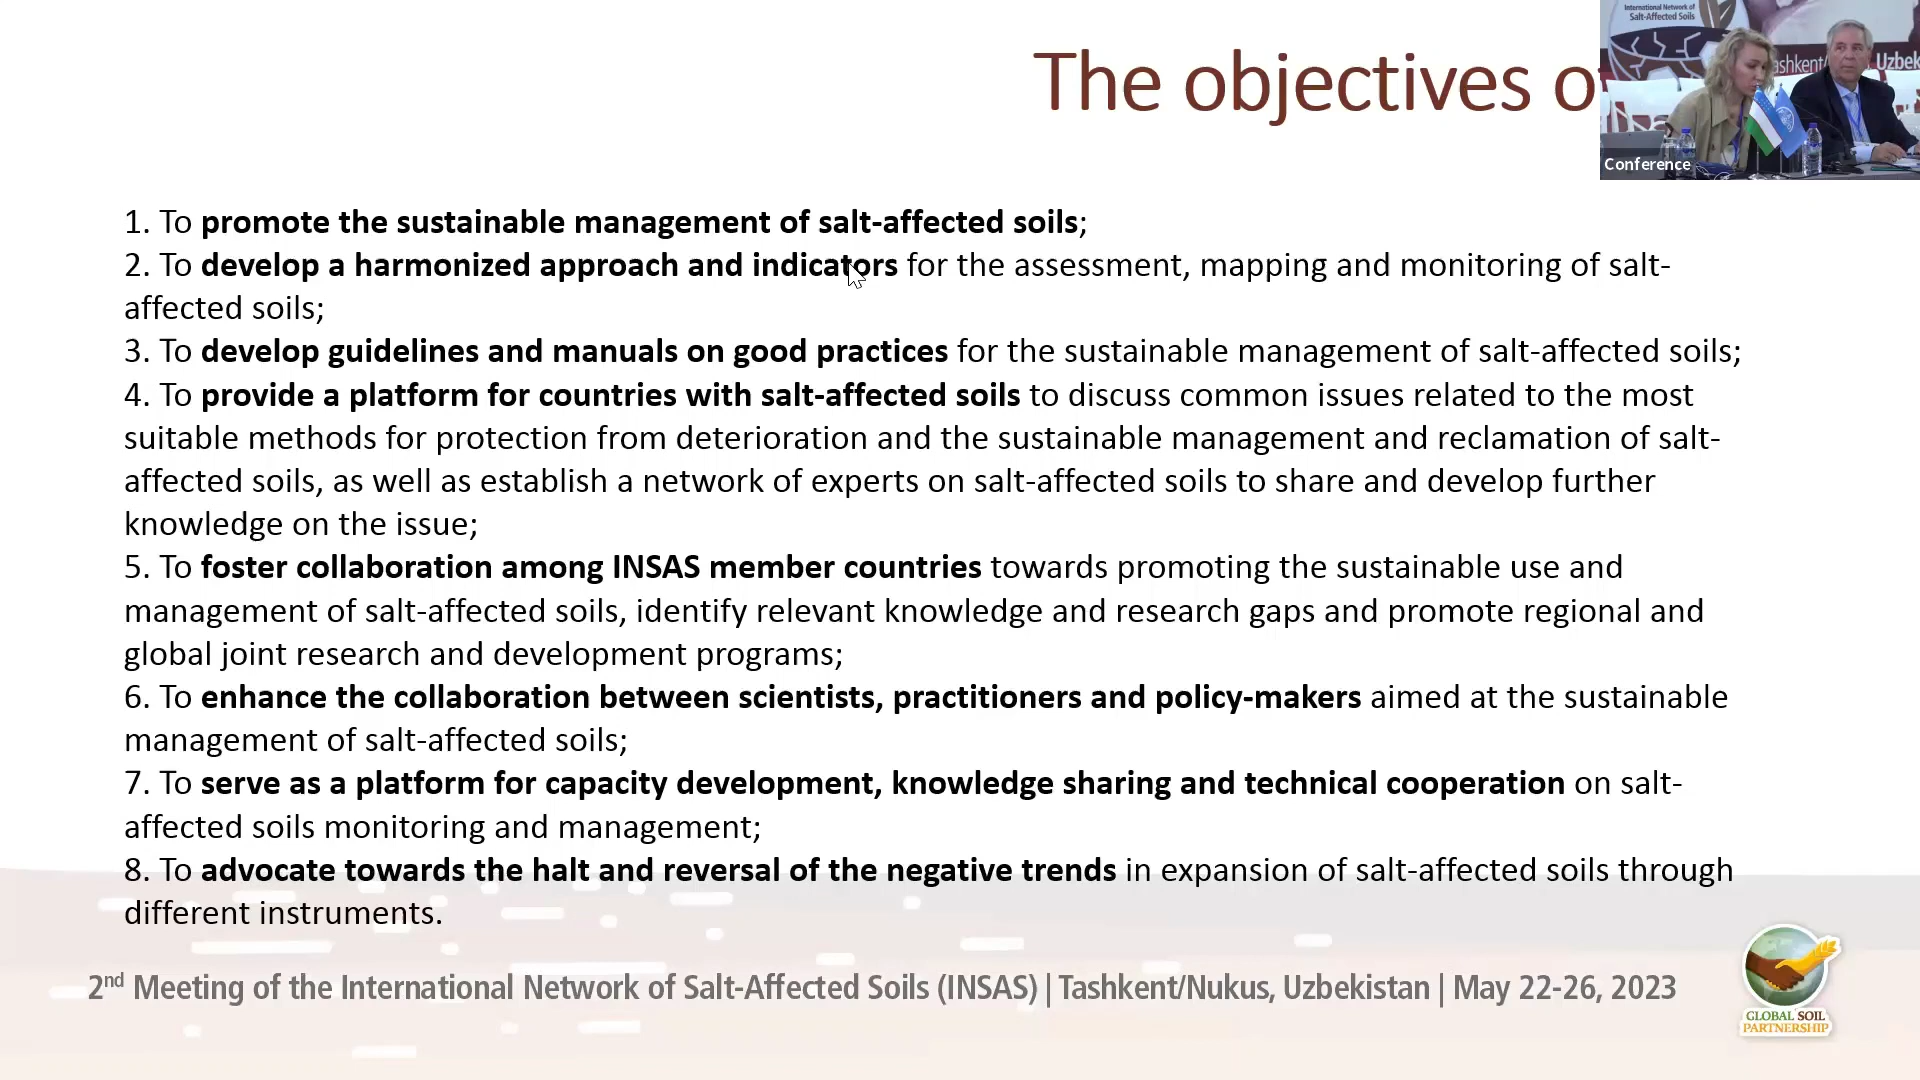 International Network of
Salt-Affected Soils
The objectives
Uzbek
Conference
1. To promote the sustainable management of salt-affected soils;
2. To develop a harmonized approach and indicators for the assessment, mapping and monitoring of salt-
affected soils;
3. To develop guidelines and manuals on good practices for the sustainable management of salt-affected soils;
4. To provide a platform for countries with salt-affected soils to discuss common issues related to the most
suitable methods for protection from deterioration and the sustainable management and reclamation of salt-
affected soils, as well as establish a network of experts on salt-affected soils to share and develop further
knowledge on the issue;
5. To foster collaboration among INSAS member countries towards promoting the sustainable use and
management of salt-affected soils, identify relevant knowledge and research gaps and promote regional and
global joint research and development programs;
6. To enhance the collaboration between scientists, practitioners and policy-makers aimed at the sustainable
management of salt-affected soils;
7. To serve as a platform for capacity development, knowledge sharing and technical cooperation on salt-
affected soils monitoring and management;
8. To advocate towards the halt and reversal of the negative trends in expansion of salt-affected soils through
different instruments.
2nd Meeting of the International Network of Salt-Affected Soils (INSAS) | Tashkent/Nukus, Uzbekistan | May 22-26, 2023
GLOBAL SOIL
PARTNERSHIP